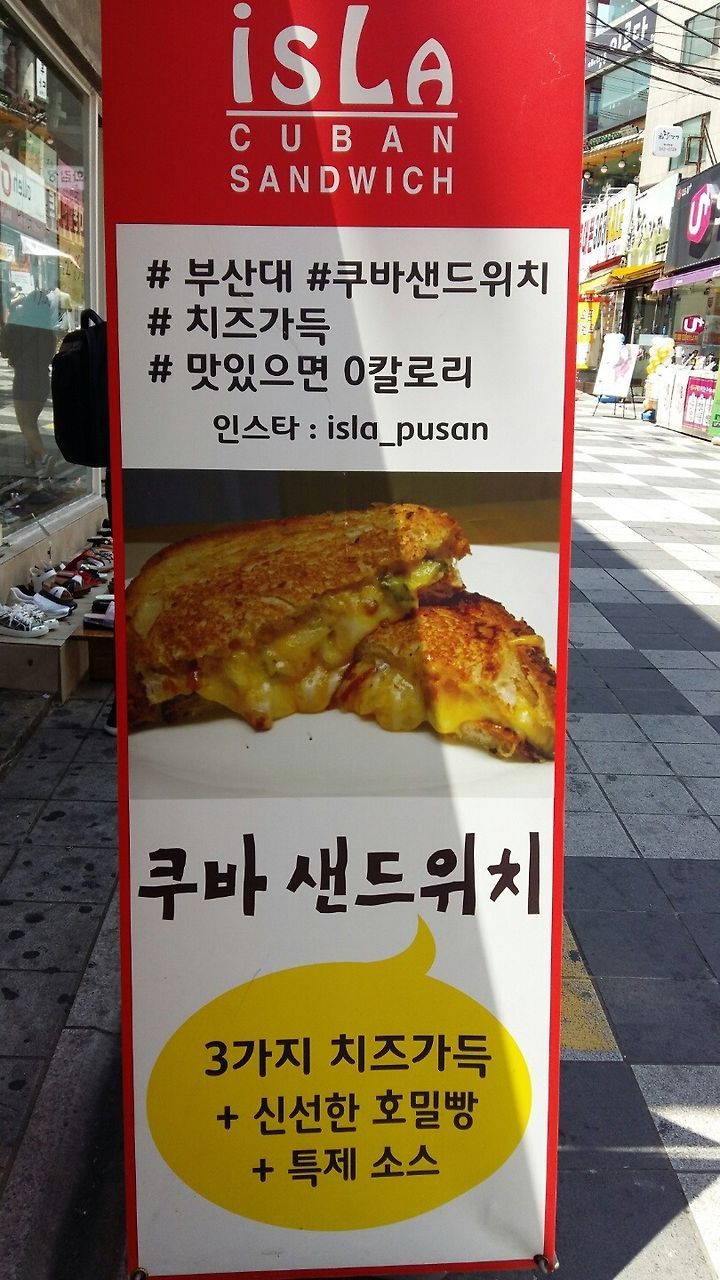 isLA
CUBAN
SANDWICH
# 부산대 #쿠바샌드위치
# 치즈가득
# 맛있으면 0칼로리
인스타 : isla_pusan
쿠바 샌드위치
3가지 치즈가득
+ 신선한 호밀빵
+ 특제 소스